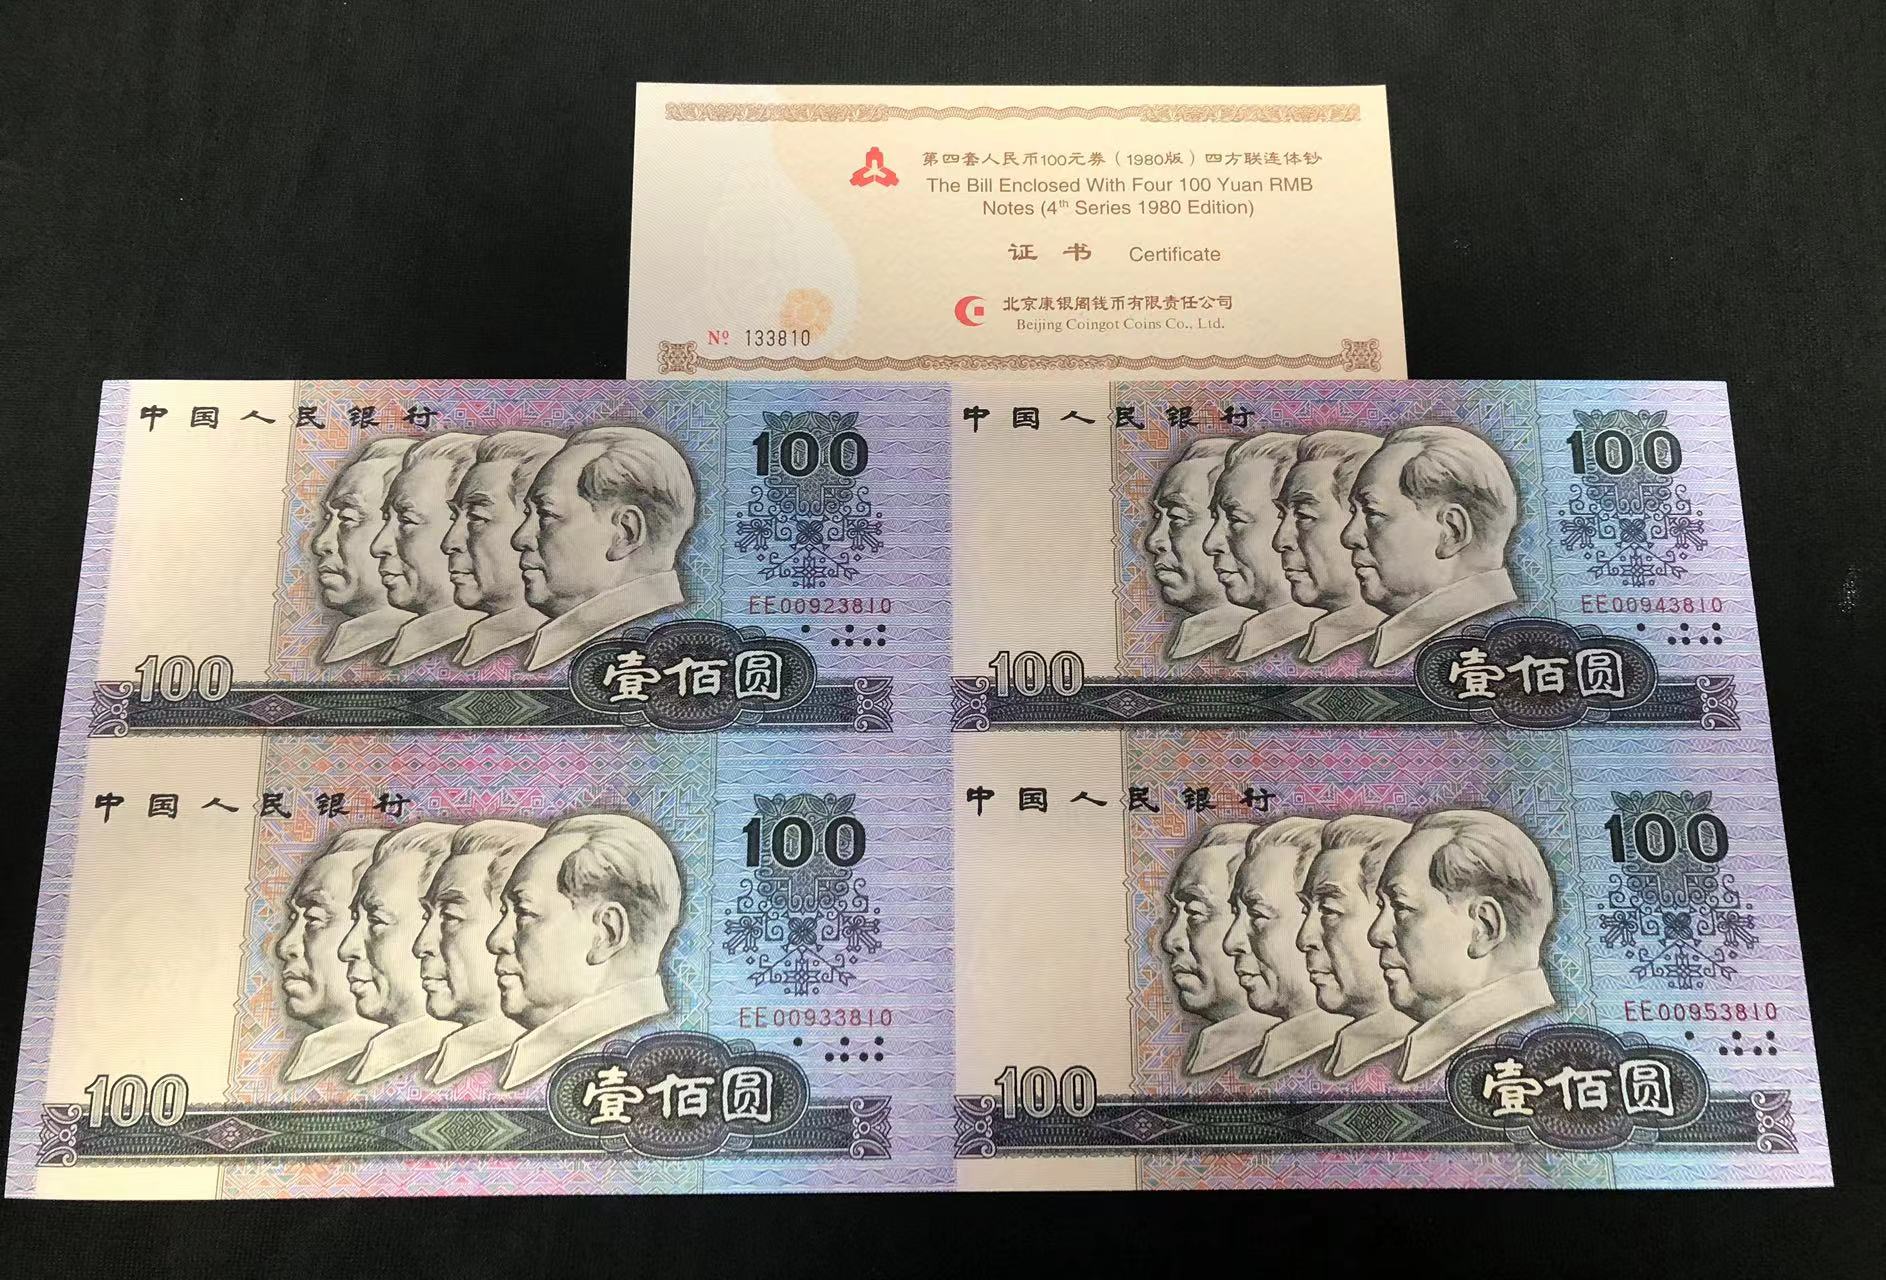 第四套人民币100元券（1980版）四方联连体钞
The Bill Enclosed With Four 100 Yuan RMB
Notes (4th Series 1980 Edition)
证书 Certificate
北京康银阁钱币有限责任公司
Beijing Coingot Coins Co., Ltd.
Nº 133810
中国人民银行
100
EE00923810
100
壹佰圆
中国人民银行
100
EE00943810
100
壹佰圆
中国人民银行
100
EE00933810
100
壹佰圆
中国人民银行
100
EE00953810
100
壹佰圆